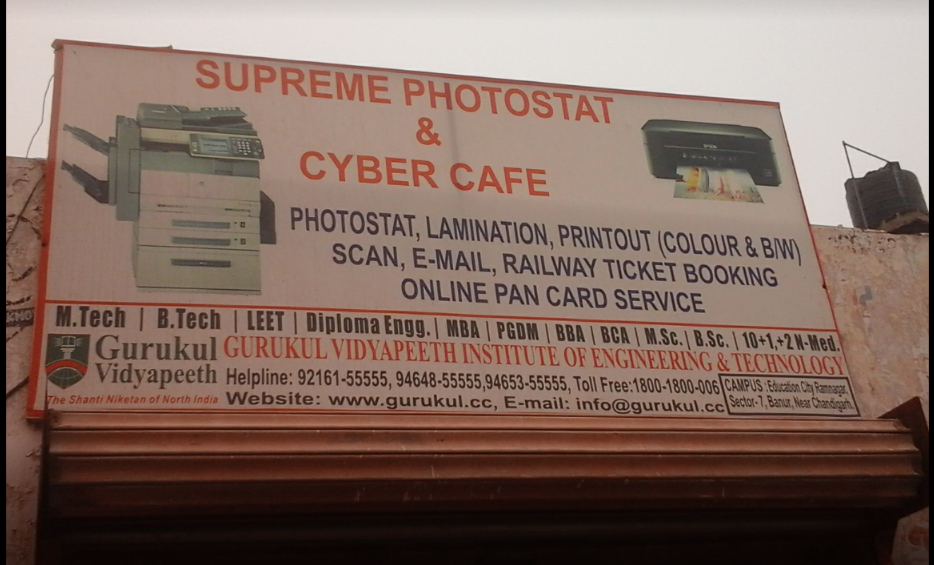 SUPREME PHOTOSTAT
&
CYBER CAFE
PHOTOSTAT, LAMINATION, PRINTOUT (COLOUR & B/W)
SCAN, E-MAIL, RAILWAY TICKET BOOKING
ONLINE PAN CARD SERVICE
M.Tech | B.Tech | LEET | Diploma Engg. | MBA | PGDM | BBA | BCA | M.Sc. | B.Sc. | 10+1,+2 N-Med.
Gurukul
Vidyapeeth
The Shanti Niketan of North India
GURUKUL VIDYAPEETH INSTITUTE OF ENGINEERING & TECHNOLOGY
Helpline: 92161-55555, 94648-55555,94653-55555, Toll Free:1800-1800-006
Website: www.gurukul.cc, E-mail: info@gurukul.cc
CAMPUS : Education City Ramnagar,
Sector-7, Banur, Near Chandigarh.